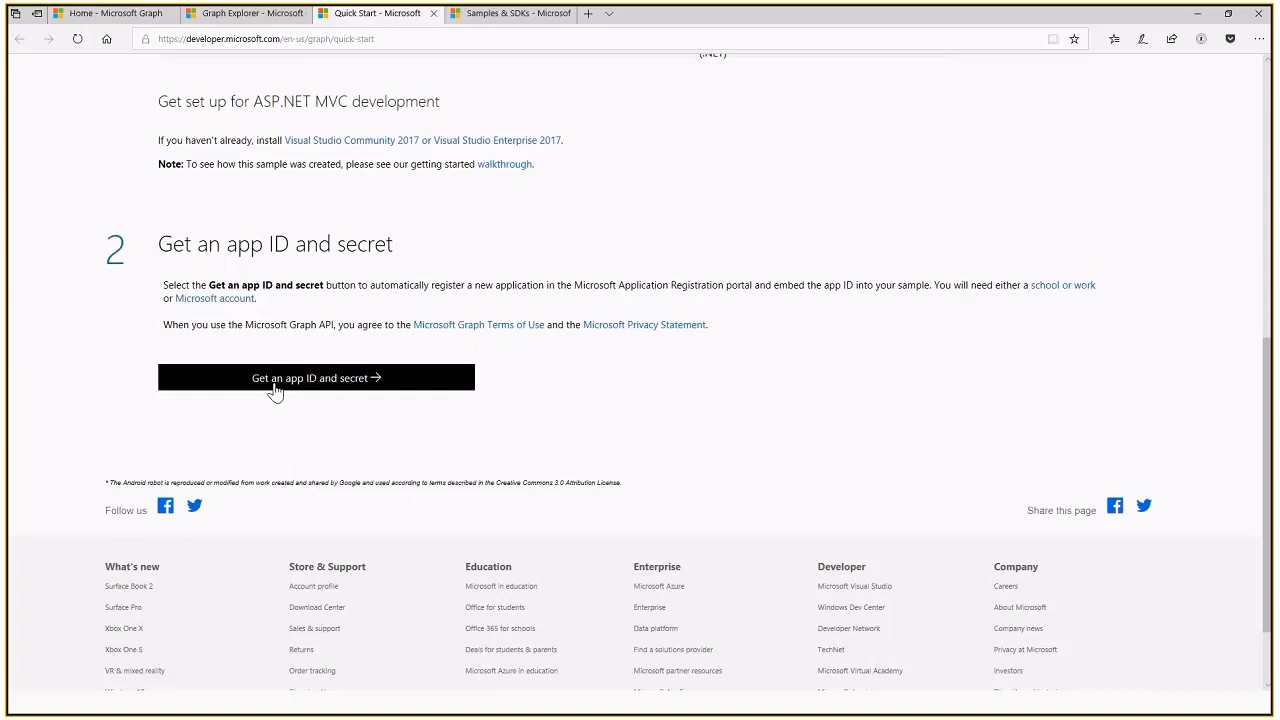 Home - Microsoft Graph
Graph Explorer - Microsoft
Quick Start - Microsoft
Samples & SDKs - Microsof
https://developer.microsoft.com/en-us/graph/quick-start
(.NET)
Get set up for ASP.NET MVC development
If you haven't already, install Visual Studio Community 2017 or Visual Studio Enterprise 2017.
Note: To see how this sample was created, please see our getting started walkthrough.
2
Get an app ID and secret
Select the Get an app ID and secret button to automatically register a new application in the Microsoft Application Registration portal and embed the app ID into your sample. You will need either a school or work
or Microsoft account.
When you use the Microsoft Graph API, you agree to the Microsoft Graph Terms of Use and the Microsoft Privacy Statement.
Get an app ID and secret →
* The Android robot is reproduced or modified from work created and shared by Google and used according to terms described in the Creative Commons 3.0 Attribution License.
Follow us
Share this page
What's new Store & Support Education Enterprise Developer Company
Surface Book 2 Account profile Microsoft in education Microsoft Azure Microsoft Visual Studio Careers
Surface Pro Download Center Office for students Enterprise Windows Dev Center About Microsoft
Xbox One X Sales & support Office 365 for schools Data platform Developer Network Company news
Xbox One S Returns Deals for students & parents Find a solutions provider TechNet Privacy at Microsoft
VR & mixed reality Order tracking Microsoft Azure in education Microsoft partner resources Microsoft Virtual Academy Investors